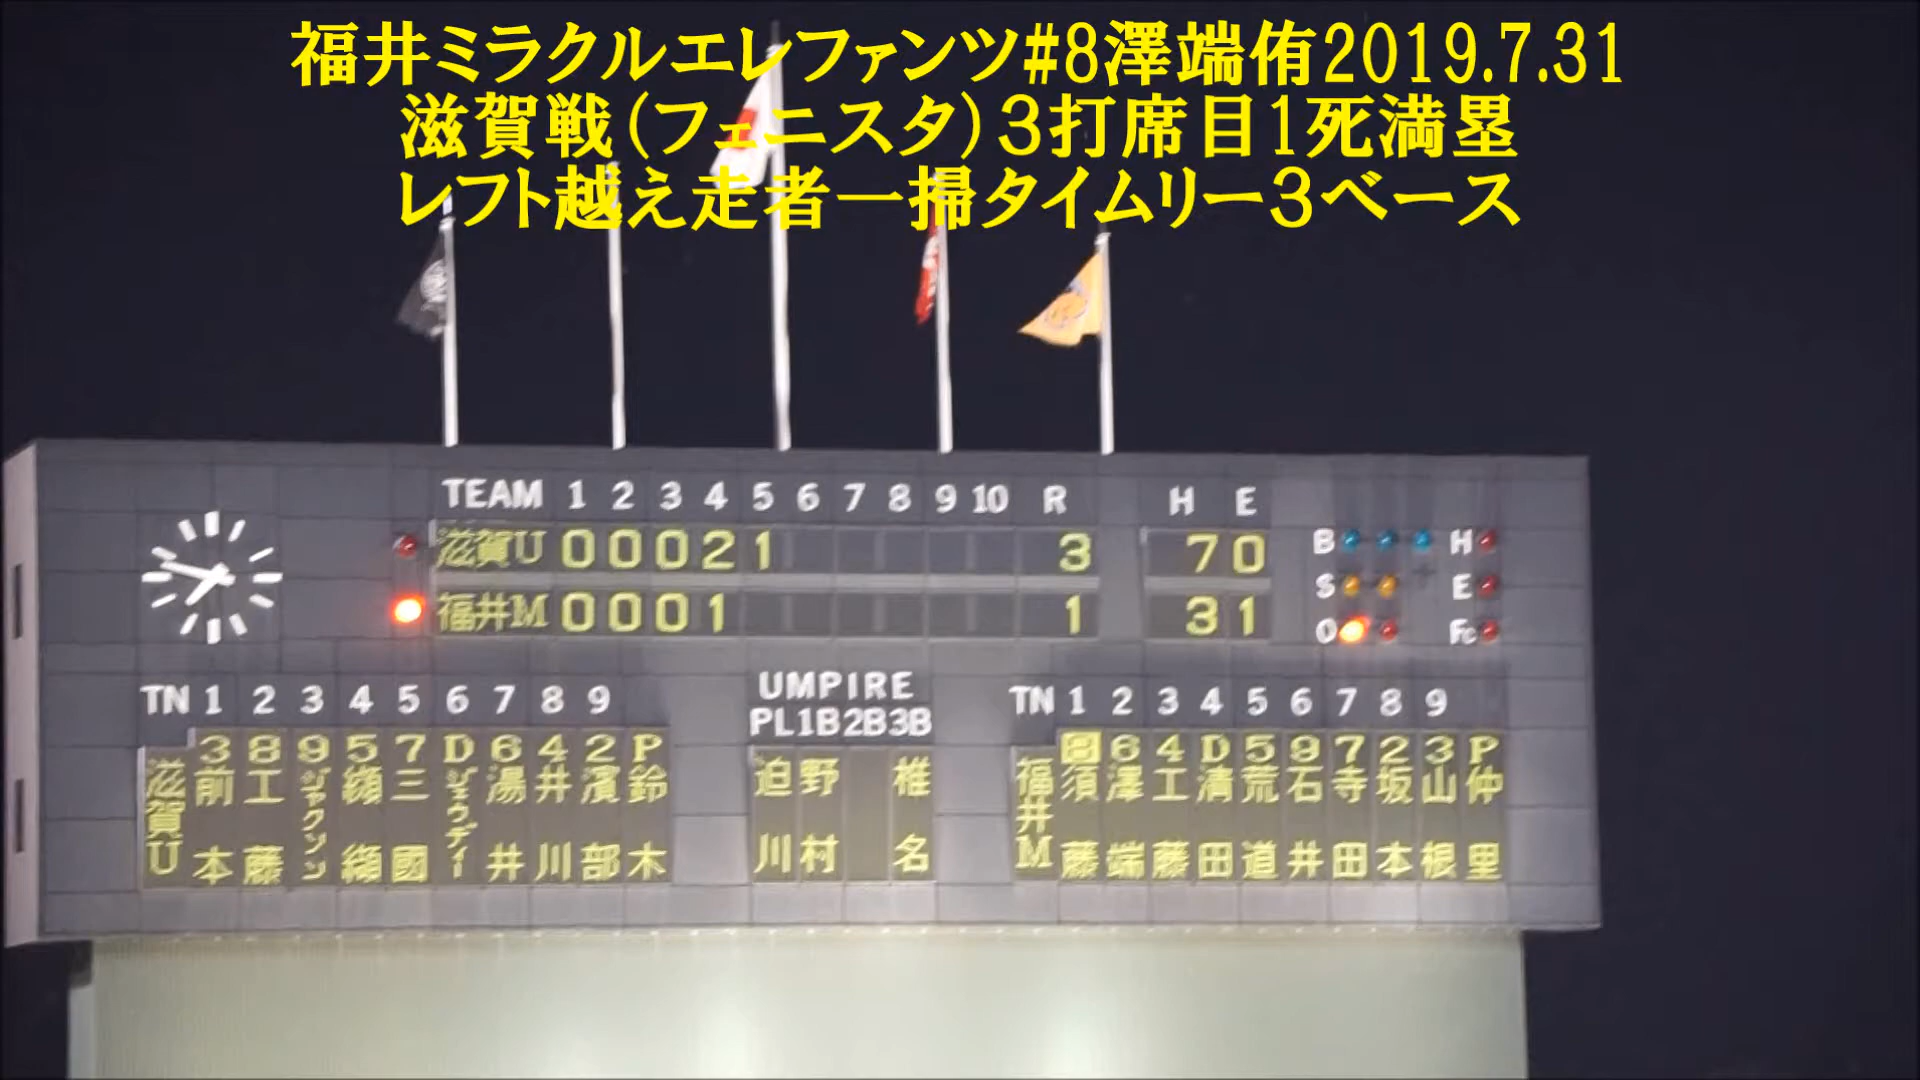 福井ミラクルエレファンツ#8澤端侑2019.7.31
滋賀戦(フェニスタ)3打席目1死満塁
レフト越え走者一掃タイムリー3ベース
TEAM 1 2 3 4 5 6 7 8 9 10 R H E
滋賀U 0 0 0 2 1 3 7 0
福井M 0 0 0 1 1 3 1
B H
S E
O Fc
TN 1 2 3 4 5 6 7 8 9
3 8 9 5 7 D 6 4 2 P
滋賀U 前本 工藤 ジャクソン 纐纈 三國 ジョウディー 湯井 井川 濱部 鈴木
UMPIRE
PL 1B 2B 3B
迫川 野村 椎名
TN 1 2 3 4 5 6 7 8 9
8 6 4 D 5 9 7 2 3 P
福井M 須藤 澤端 工藤 清田 荒道 石井 寺田 坂本 山根 仲里